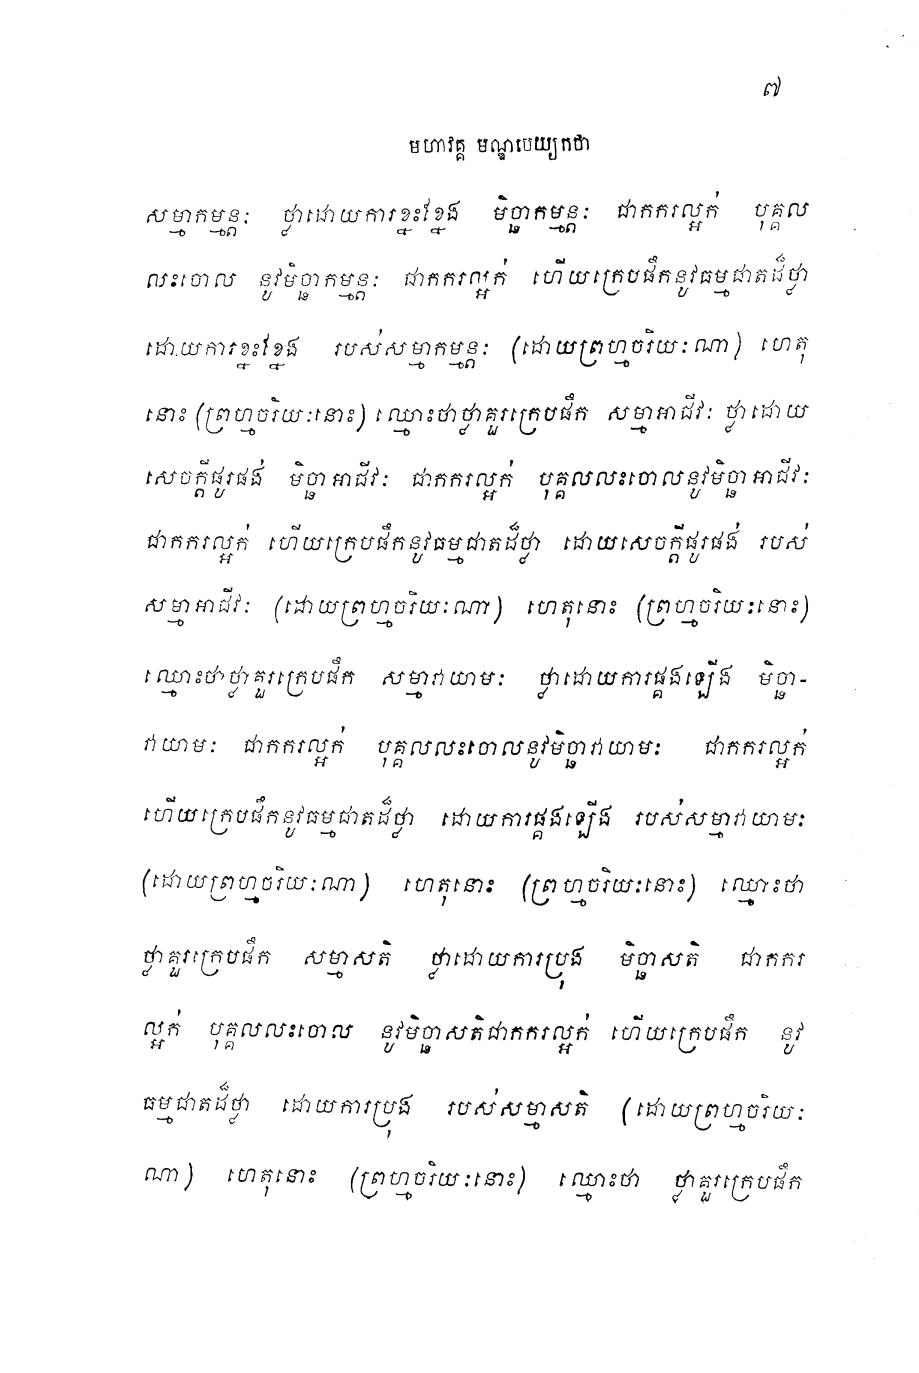 ៧
មហាវគ្គ មណ្ឌបេយ្យកថា
សម្មាកម្មន្តៈ ថ្លាដោយការខ្នះខ្នែង មិច្ឆាកម្មន្តៈ ជាកករល្អក់ បុគ្គល
លះចោល នូវមិច្ឆាកម្មន្តៈ ជាកករល្អក់ ហើយក្រេបផឹកនូវធម្មជាតដ៏ថ្លា
ដោយការខ្នះខ្នែង របស់សម្មាកម្មន្តៈ (ដោយព្រហ្មចរិយៈណា) ហេតុ
នោះ (ព្រហ្មចរិយៈនោះ) ឈ្មោះថាថ្លាគួរក្រេបផឹក សម្មាអាជីវៈ ថ្លាដោយ
សេចក្តីផូរផង់ មិច្ឆាអាជីវៈ ជាកករល្អក់ បុគ្គលលះចោលនូវមិច្ឆាអាជីវៈ
ជាកករល្អក់ ហើយក្រេបផឹកនូវធម្មជាតដ៏ថ្លា ដោយសេចក្តីផូរផង់ របស់
សម្មាអាជីវៈ (ដោយព្រហ្មចរិយៈណា) ហេតុនោះ (ព្រហ្មចរិយៈនោះ)
ឈ្មោះថាថ្លាគួរក្រេបផឹក សម្មាវាយាមៈ ថ្លាដោយការផ្គងឡើង មិច្ឆា-
វាយាមៈ ជាកករល្អក់ បុគ្គលលះចោលនូវមិច្ឆាវាយាមៈ ជាកករល្អក់
ហើយក្រេបផឹកនូវធម្មជាតដ៏ថ្លា ដោយការផ្គងឡើង របស់សម្មាវាយាមៈ
(ដោយព្រហ្មចរិយៈណា) ហេតុនោះ (ព្រហ្មចរិយៈនោះ) ឈ្មោះថា
ថ្លាគួរក្រេបផឹក សម្មាសតិ ថ្លាដោយការប្រុង មិច្ឆាសតិ ជាកករ
ល្អក់ បុគ្គលលះចោល នូវមិច្ឆាសតិជាកករល្អក់ ហើយក្រេបផឹក នូវ
ធម្មជាតដ៏ថ្លា ដោយការប្រុង របស់សម្មាសតិ (ដោយព្រហ្មចរិយៈ
ណា) ហេតុនោះ (ព្រហ្មចរិយៈនោះ) ឈ្មោះថា ថ្លាគួរក្រេបផឹក